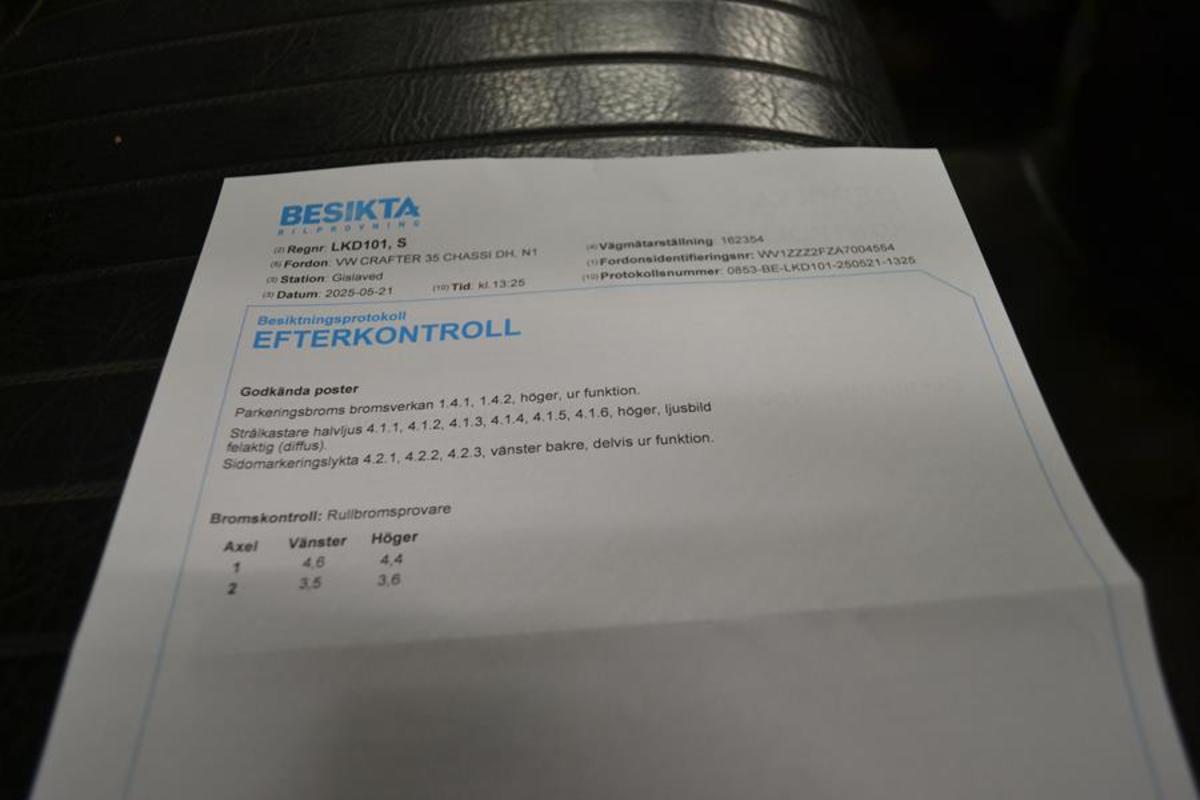 BESIKTA
BILPROVNING
(2) Regnr: LKD101, S
(5) Fordon: VW CRAFTER 35 CHASSI DH, N1
(3) Station: Gislaved
(3) Datum: 2025-05-21 (10) Tid: kl.13:25
(4) Vägmätarställning: 162354
(1) Fordonsidentifieringsnr: WV1ZZZ2FZA7004554
(10) Protokollsnummer: 0853-BE-LKD101-250521-1325
Besiktningsprotokoll
EFTERKONTROLL
Godkända poster
Parkeringsbroms bromsverkan 1.4.1, 1.4.2, höger, ur funktion.
Strålkastare halvljus 4.1.1, 4.1.2, 4.1.3, 4.1.4, 4.1.5, 4.1.6, höger, ljusbild
felaktig (diffus).
Sidomarkeringslykta 4.2.1, 4.2.2, 4.2.3, vänster bakre, delvis ur funktion.
Bromskontroll: Rullbromsprovare
Axel Vänster Höger
1 4,6 4,4
2 3,5 3,6